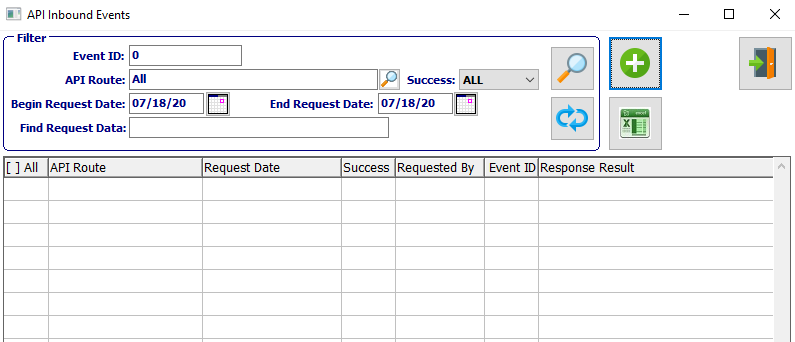 API Inbound Events
Filter
Event ID: 0
API Route: All Success: ALL
Begin Request Date: 07/18/20 End Request Date: 07/18/20
Find Request Data:
[ ] All API Route Request Date Success Requested By Event ID Response Result